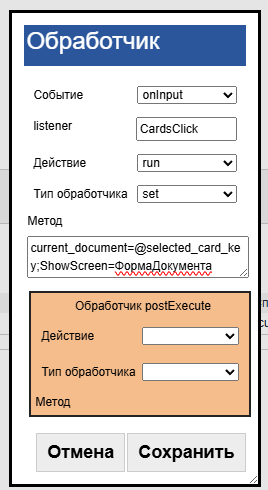 Обработчик
Событие onInput
listener CardsClick
Действие run
Тип обработчика set
Метод
current_document=@selected_card_ke
y;ShowScreen=ФормаДокумента
Обработчик postExecute
Действие
Тип обработчика
Метод
Отмена Сохранить